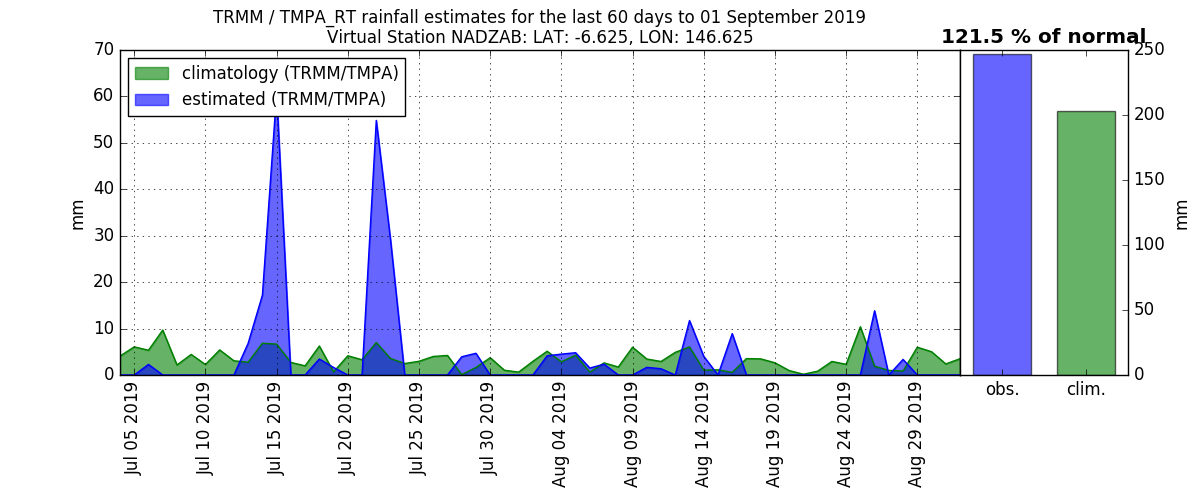 TRMM / TMPA_RT rainfall estimates for the last 60 days to 01 September 2019
Virtual Station NADZAB: LAT: -6.625, LON: 146.625
121.5 % of normal
climatology (TRMM/TMPA)
estimated (TRMM/TMPA)
70
60
50
40
30
20
10
0
mm
Jul 05 2019
Jul 10 2019
Jul 15 2019
Jul 20 2019
Jul 25 2019
Jul 30 2019
Aug 04 2019
Aug 09 2019
Aug 14 2019
Aug 19 2019
Aug 24 2019
Aug 29 2019
obs.
clim.
250
200
150
100
50
0
mm